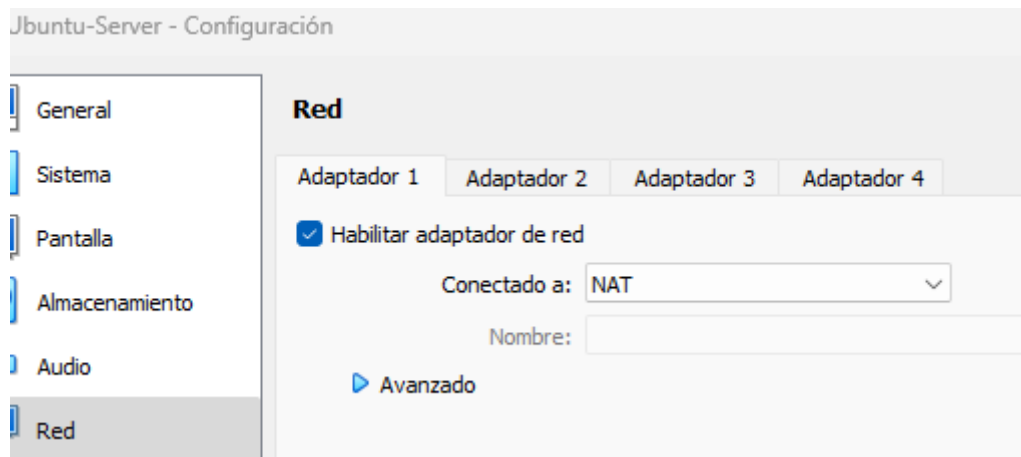 Ubuntu-Server - Configuración
General
Sistema
Pantalla
Almacenamiento
Audio
Red
Red
Adaptador 1 Adaptador 2 Adaptador 3 Adaptador 4
Habilitar adaptador de red
Conectado a: NAT
Nombre:
Avanzado